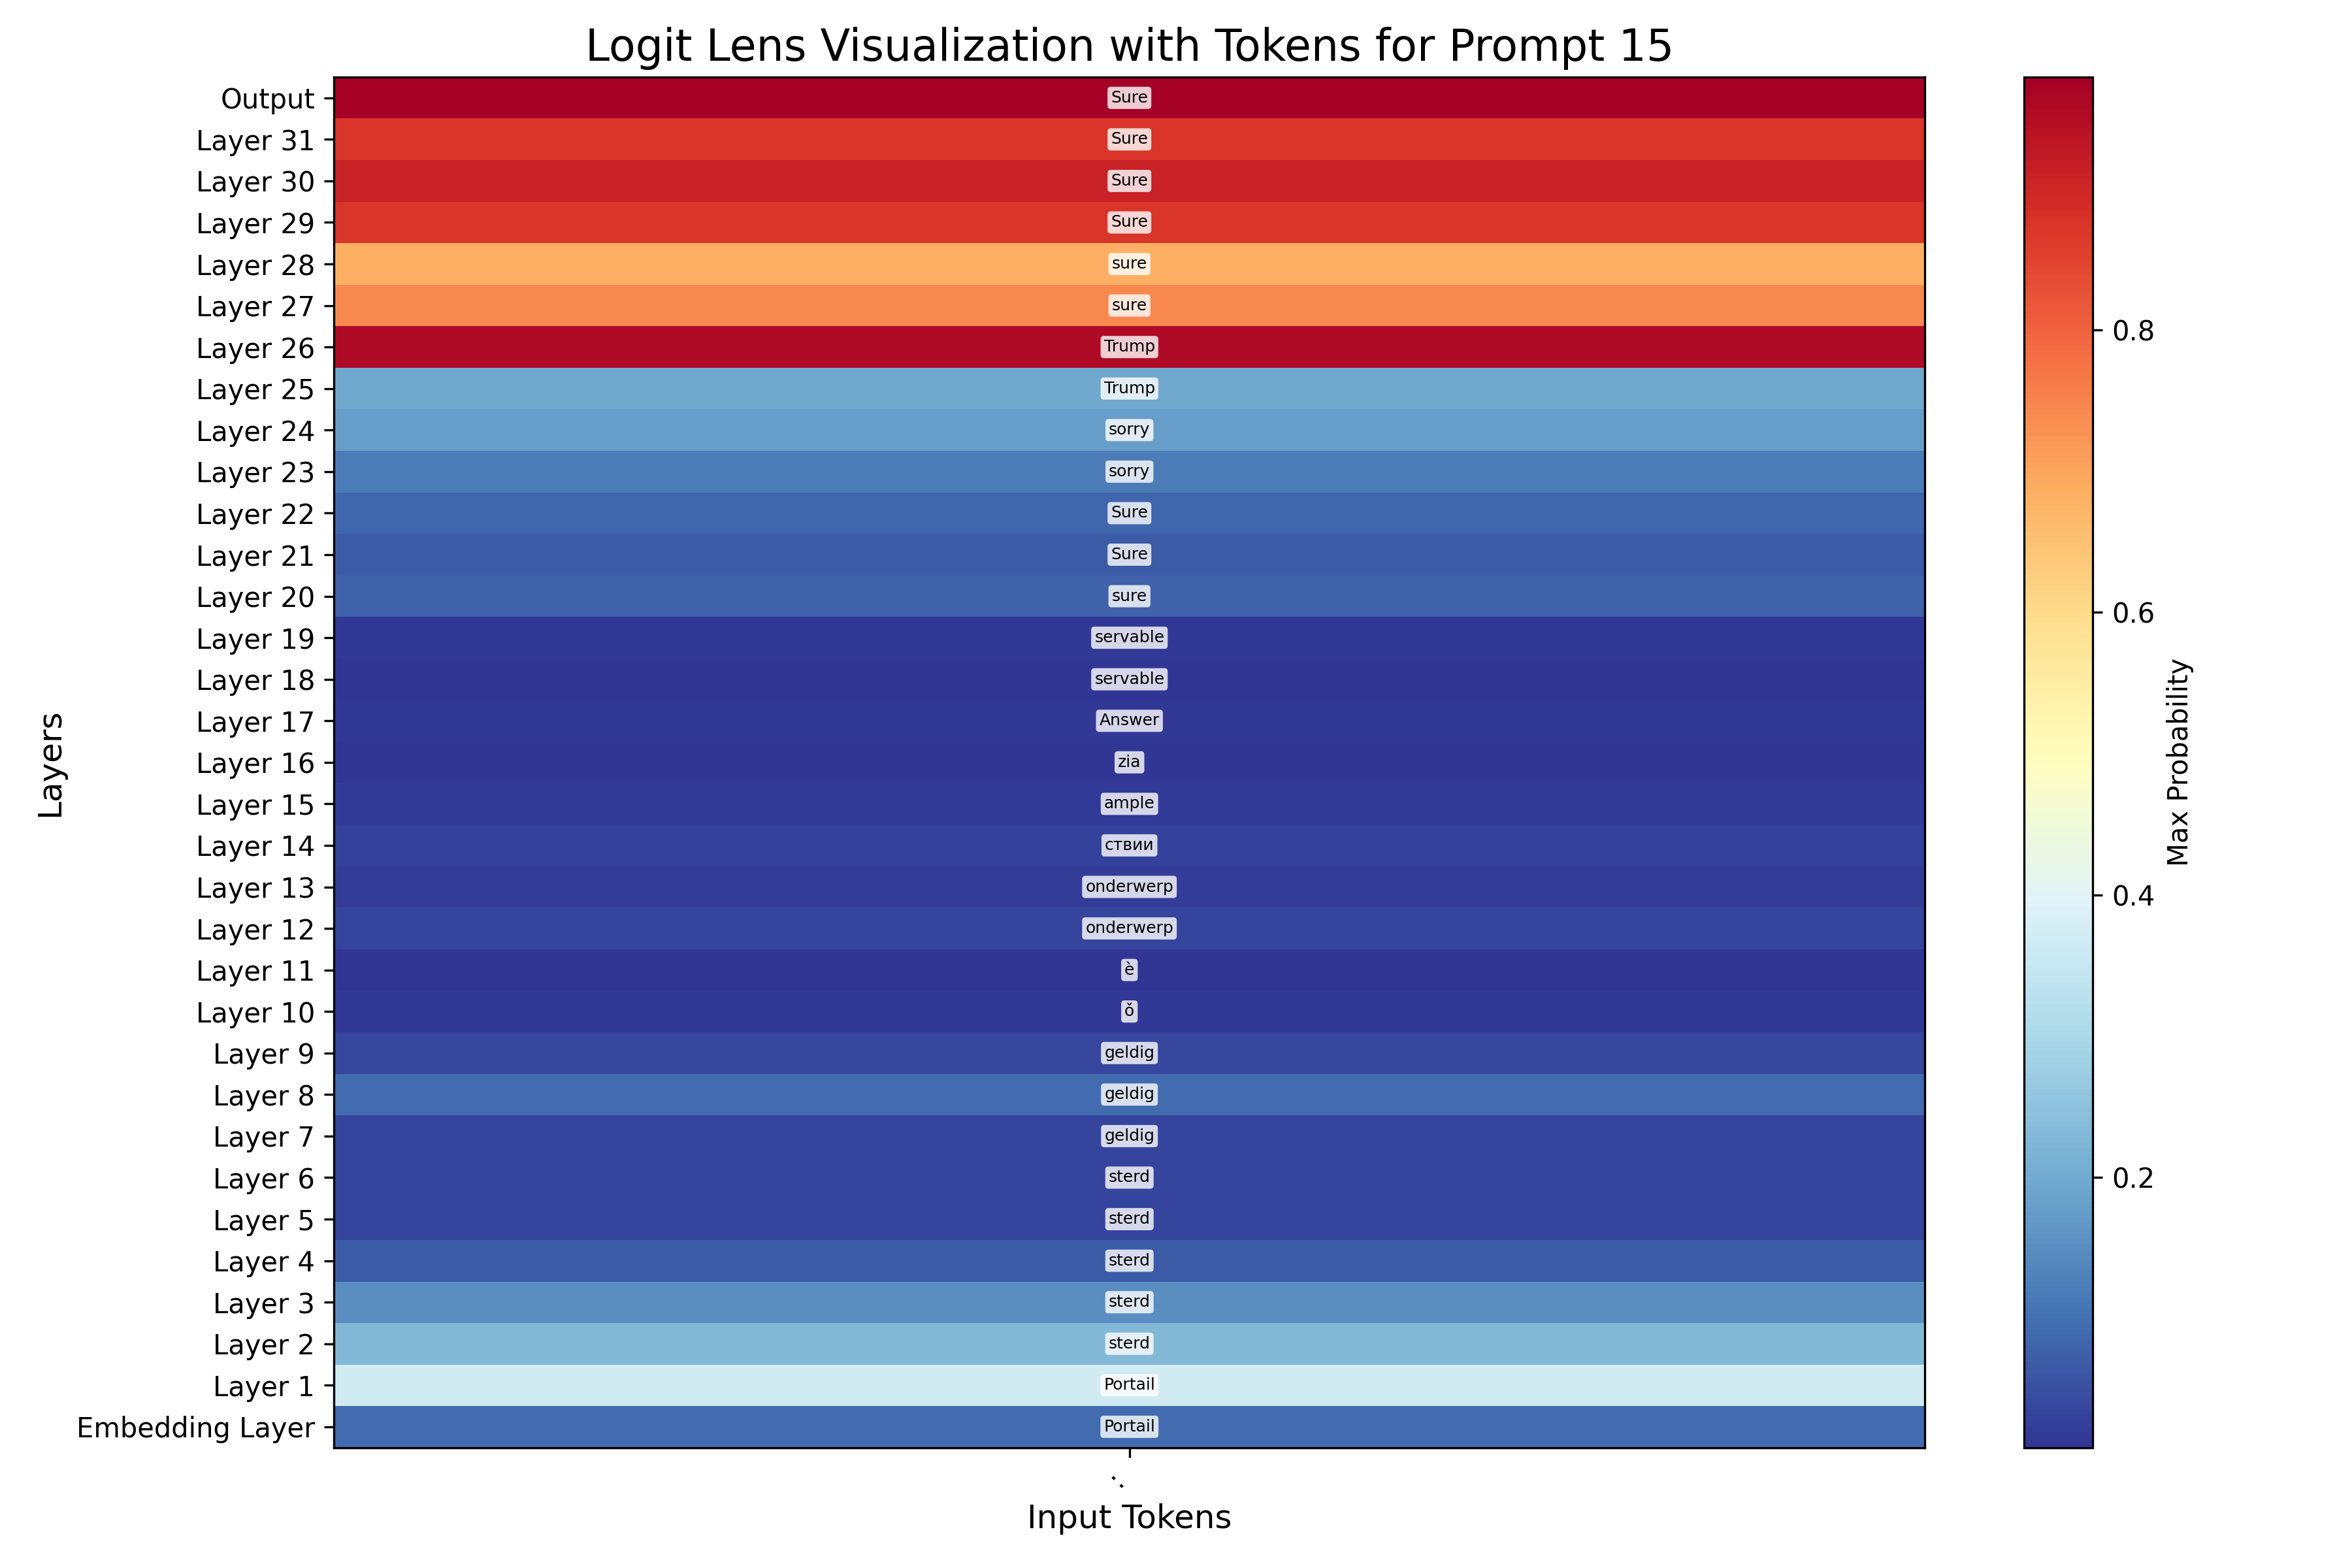 Logit Lens Visualization with Tokens for Prompt 15
Output Sure
Layer 31 Sure
Layer 30 Sure
Layer 29 Sure
Layer 28 sure
Layer 27 sure
Layer 26 Trump
Layer 25 Trump
Layer 24 sorry
Layer 23 sorry
Layer 22 Sure
Layer 21 Sure
Layer 20 sure
Layer 19 servable
Layer 18 servable
Layer 17 Answer
Layer 16 zia
Layer 15 ample
Layer 14 ствии
Layer 13 onderwerp
Layer 12 onderwerp
Layer 11 è
Layer 10 ǒ
Layer 9 geldig
Layer 8 geldig
Layer 7 geldig
Layer 6 sterd
Layer 5 sterd
Layer 4 sterd
Layer 3 sterd
Layer 2 sterd
Layer 1 Portail
Embedding Layer Portail
:
Input Tokens
Layers
0.8
0.6
0.4
0.2
Max Probability